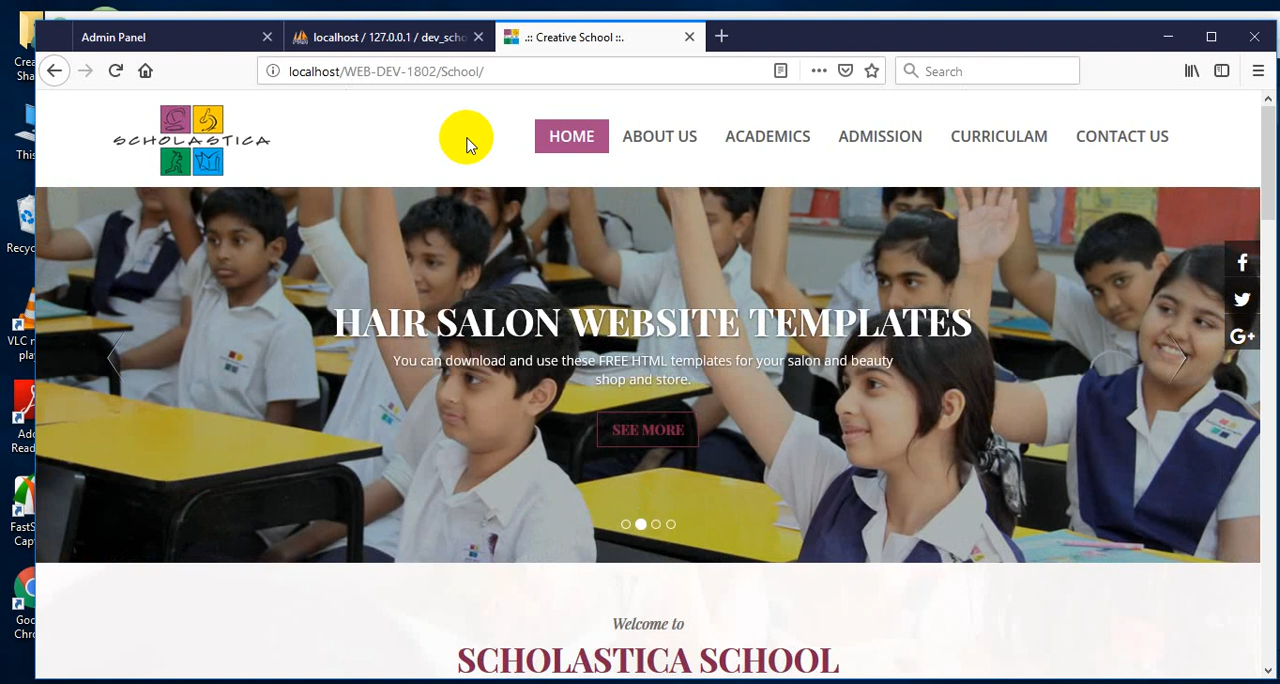 Admin Panel
localhost / 127.0.0.1 / dev_scho
.:: Creative School ::.
localhost/WEB-DEV-1802/School/
Search
SCHOLASTICA
HOME
ABOUT US
ACADEMICS
ADMISSION
CURRICULAM
CONTACT US
HAIR SALON WEBSITE TEMPLATES
You can download and use these FREE HTML templates for your salon and beauty
shop and store.
SEE MORE
Welcome to
SCHOLASTICA SCHOOL
Crea
Sha
This
Recyc
VLC m
pla
Ado
Read
FastS
Capt
Goo
Chro